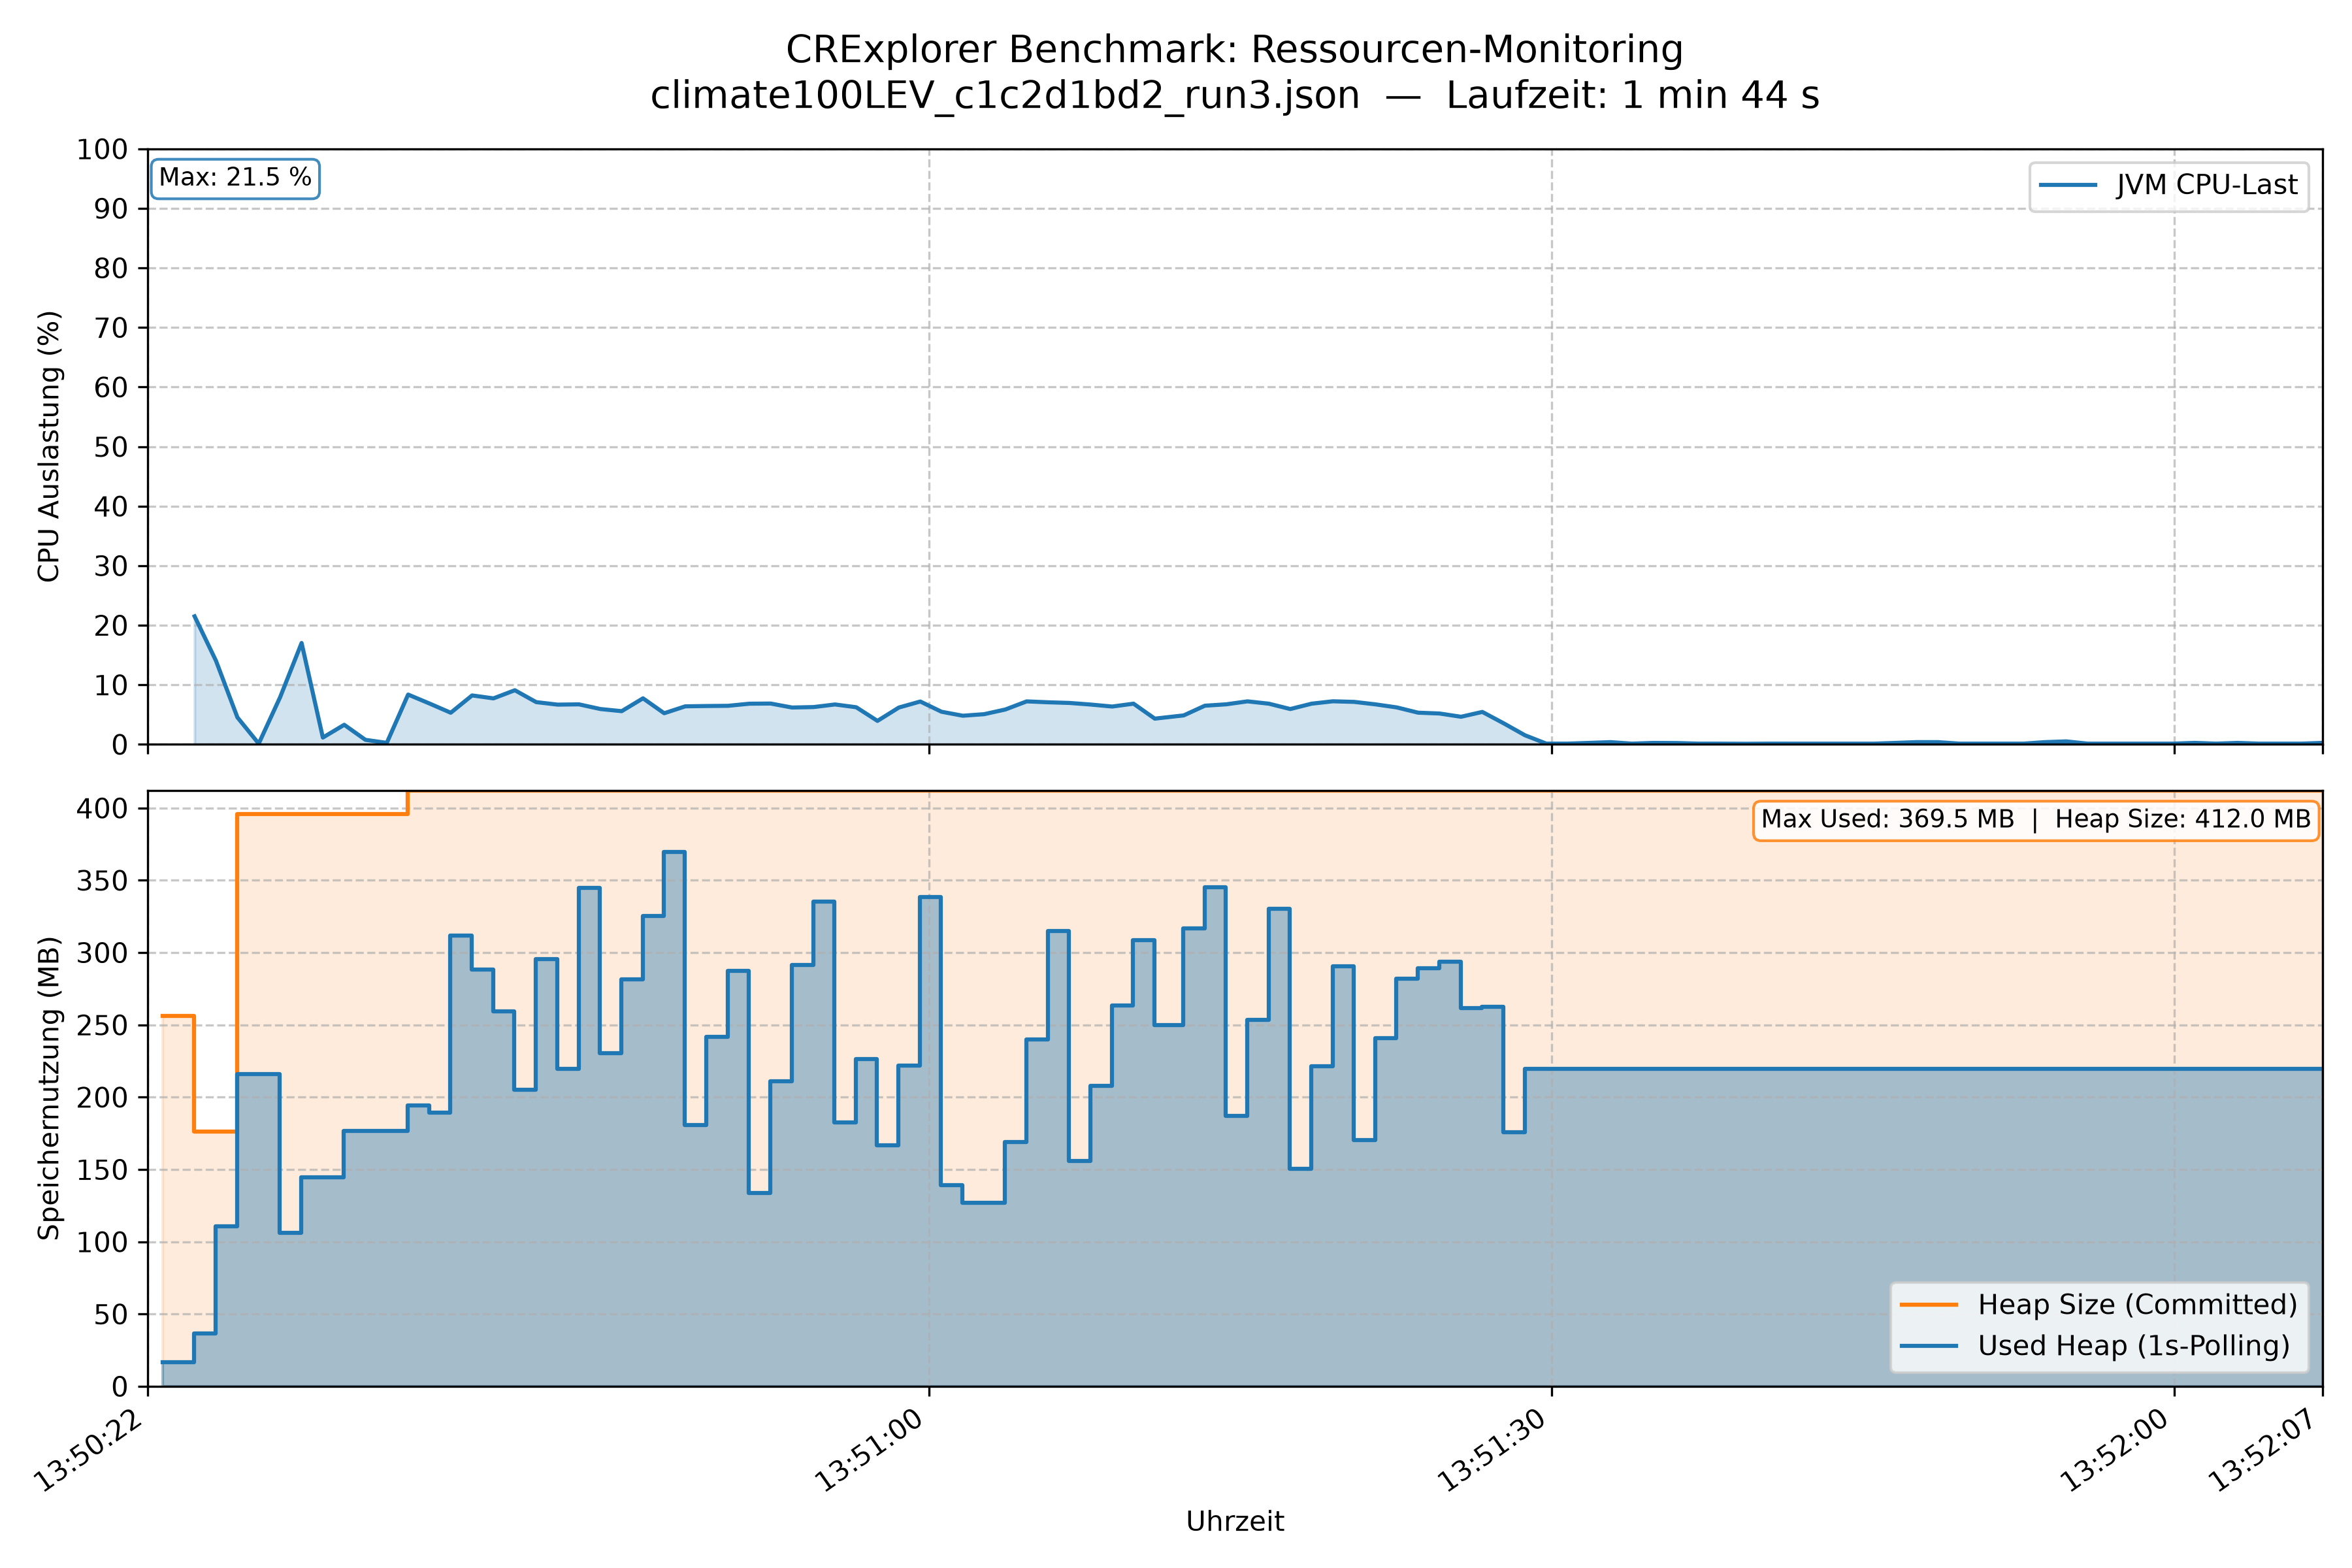 CRExplorer Benchmark: Ressourcen-Monitoring
climate100LEV_c1c2d1bd2_run3.json — Laufzeit: 1 min 44 s
Max: 21.5 %
JVM CPU-Last
CPU Auslastung (%)
100
90
80
70
60
50
40
30
20
10
0
Max Used: 369.5 MB | Heap Size: 412.0 MB
Speichernutzung (MB)
400
350
300
250
200
150
100
50
0
Heap Size (Committed)
Used Heap (1s-Polling)
13:50:22
13:51:00
13:51:30
13:52:00
13:52:07
Uhrzeit